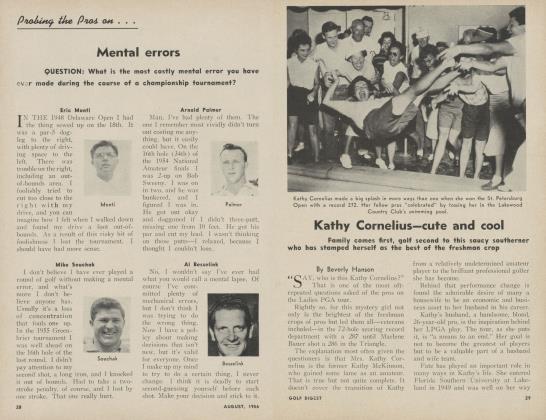 Probing the Pros on . . .
Mental errors
QUESTION: What is the most costly mental error you have
ever made during the course of a championship tournament?
Eric Monti
IN THE 1948 Delaware Open I had
the thing sewed up on the 18th. It
was a par-5 dog-
leg to the right,
with plenty of driv-
ing space to the
left. There was
trouble on the right,
including an out-
of-bounds area. I
foolishly tried to
cut too close to the
right with my
drive, and you can
imagine how I felt when I walked down
and found my drive a foot out-of-
bounds. As a result of this risky bit of
foolishness I lost the tournament. I
should have had more sense.
Monti
Mike Souchak
I don't believe I have ever played a
round of golf without making a mental
error, and what's
more I don't be-
lieve anyone has.
Usually it's a loss
of concentration
that fouls one up.
In the 1955 Green-
brier tournament I
was well ahead on
the 16th hole of the
last round. I didn't
pay attention to my
second shot, a long iron, and I knocked
it out of bounds. Had to take a two-
stroke penalty, of course, and I lost by
one stroke. That one really hurt.
Souchak
Arnold Palmer
Man, I've had plenty of them. The
one I remember most vividly didn't turn
out costing me any-
thing, but it easily
could have. On the
36th hole (34th) of
the 1954 National
Amateur finals I
was 2-up on Bob
Sweeny. I was on
in two, and he was
bunkered, and I
figured I was in.
He got out okay
and doggoned if I didn't three-putt,
missing one from 10 feet. He got his par
and cut my lead. I wasn't thinking
on those putts—I relaxed, because I
thought I couldn't lose.
Palmer
Al Besselink
No, I wouldn't say I've ever had
what you would call a mental lapse. Of
course I've com-
mitted plenty of
mechanical errors,
but I don't think I
was trying to do
the wrong thing.
Now I have a pol-
icy about making
decisions that isn't
new, but it's valid
for everyone. Once
I make up my mind
to try to do a certain thing, I never
change. I think it is deadly to start
second-guessing yourself before each
shot. Make your decision and stick to it.
Besselink
28
AUGUST, 1956
Kathy Cornelius made a big splash in more ways than one when she won the St. Petersburg
Open with a record 272. Her fellow pros "celebrated" by tossing her in the Lakewood
Country Club's swimming pool.
Kathy Cornelius—cute and cool
Family comes first, golf second to this saucy southerner
who has stamped herself as the best of the freshman crop
By Beverly Hanson
"SAY, who is this Kathy Cornelius?"
That is one of the most oft-
repeated questions asked of the pros on
the Ladies PGA tour.
Rightly so, for this mystery girl not
only is the brightest of the freshman
crop of pros but had them all—veterans
included—in the 72-hole scoring record
department with a 287 until Marlene
Bauer shot a 286 in the Triangle.
The explanation most often given the
questioners is that Mrs. Kathy Cor-
nelius is the former Kathy McKinnon,
who gained some fame as an amateur.
That is true but not quite complete. It
doesn't cover the transition of Kathy
from a relatively undetermined amateur
player to the brilliant professional golfer
she has become.
Behind that performance change is
found the admirable desire of many a
housewife to be an economic and busi-
ness asset to her husband in his career.
Kathy's husband, a handsome, blond
26-year-old pro, is the inspiration behind
her LPGA play. The tour, as she puts
it, is "a means to an end." Her goal is
not to become the greatest of players
but to be a valuable part of a husband
and wife team.
Fate has played an important role in
many ways in Kathy's life. She entered
Florida Southern University at Lake-
land in 1949 and was well on her way
GOLF DIGEST
29